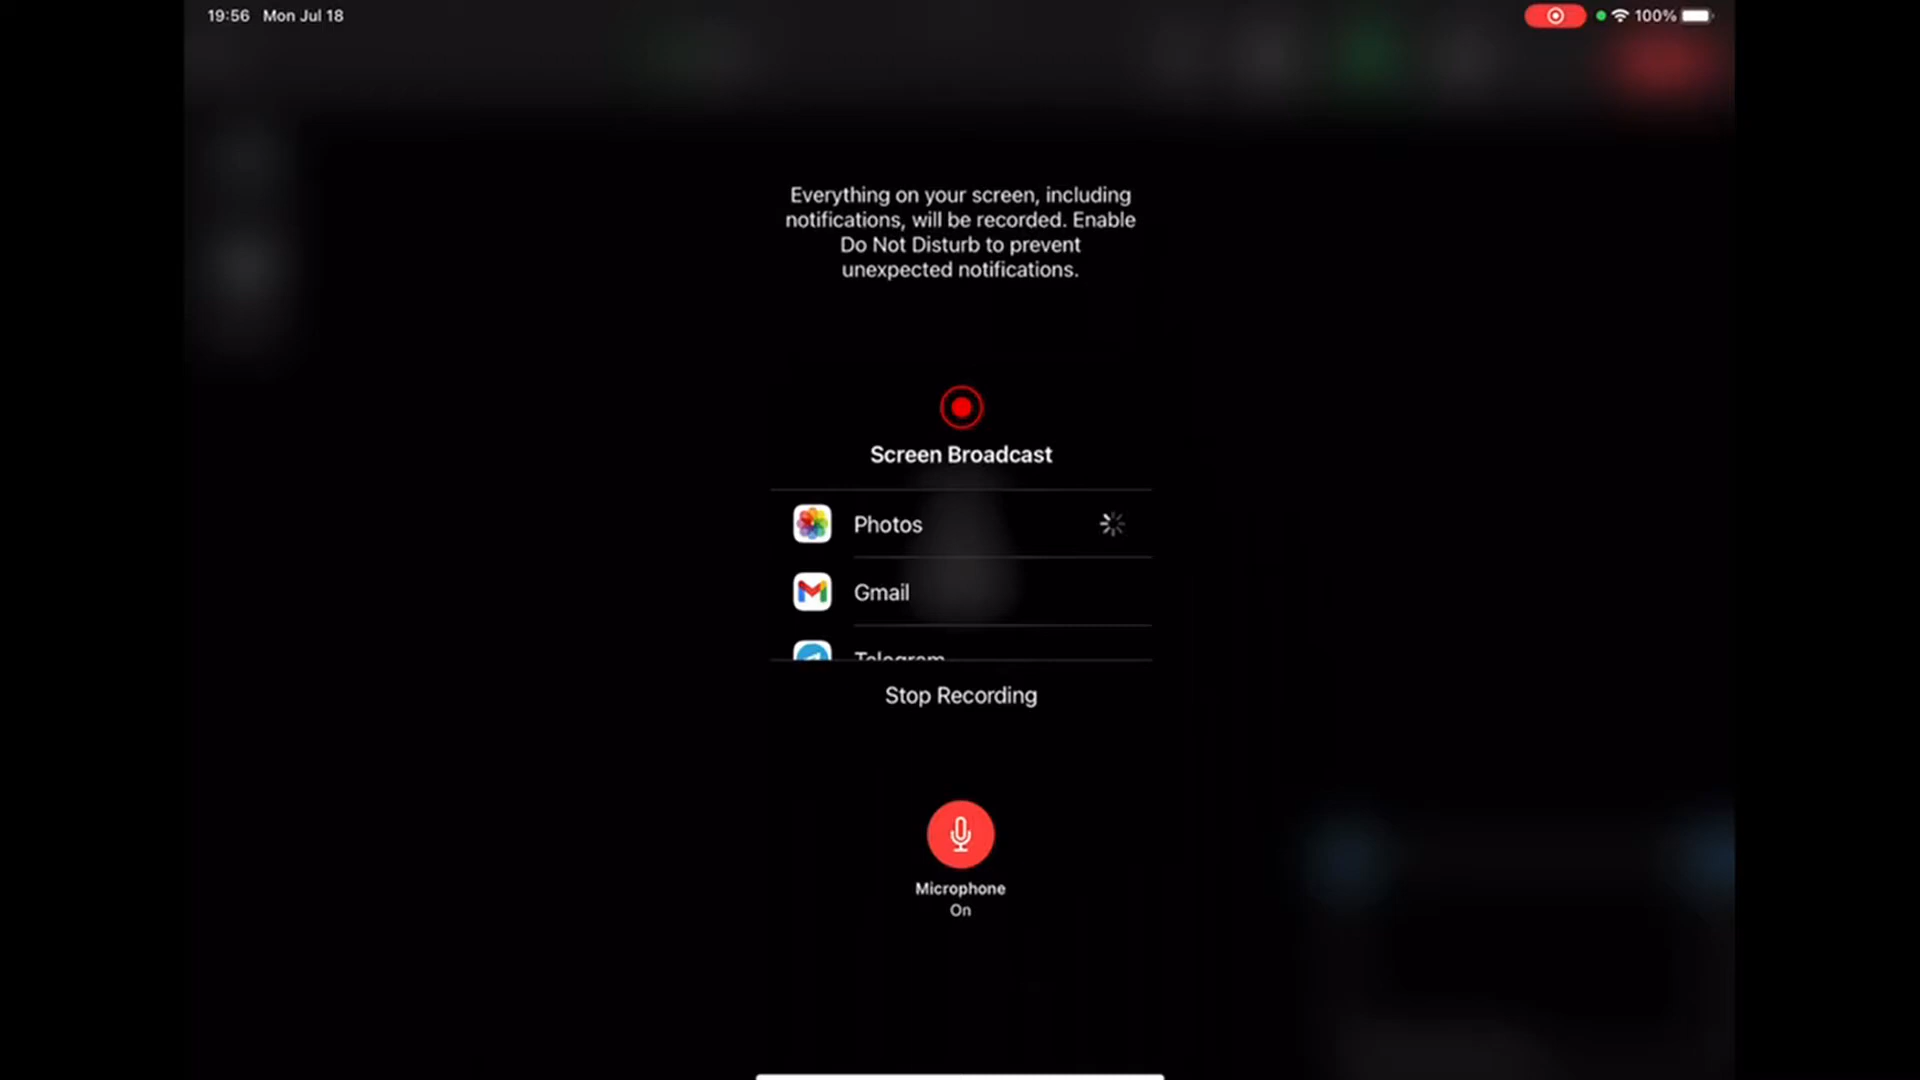 19:56 Mon Jul 18
100%
Everything on your screen, including
notifications, will be recorded. Enable
Do Not Disturb to prevent
unexpected notifications.
Screen Broadcast
Photos
Gmail
Telegram
Stop Recording
Microphone
On